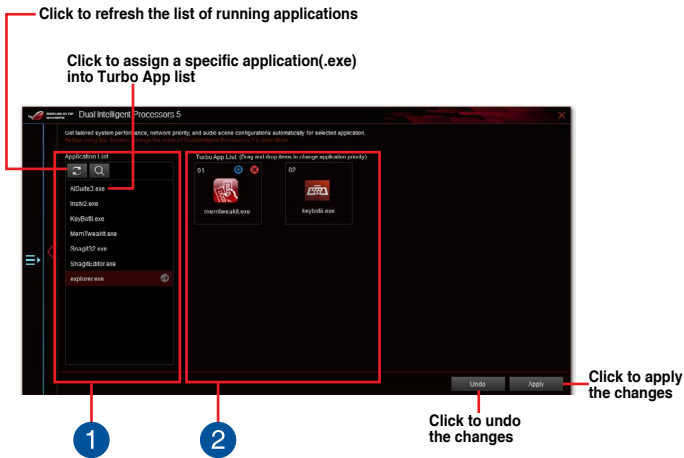 Click to refresh the list of running applications
Click to assign a specific application(.exe)
into Turbo App list
Dual Intelligent Processors 5
Get tailored system performance, network priority, and audio scene configurations automatically for selected application.
Application List
Turbo App List (Drag and drop items to change application priority)
01
02
AISuite3.exe
memtweakit.exe
keybotii.exe
KeyBotII.exe
MemTweakIt.exe
Snagit32.exe
SnagitEditor.exe
explorer.exe
Undo
Apply
Click to apply
the changes
Click to undo
the changes
1
2